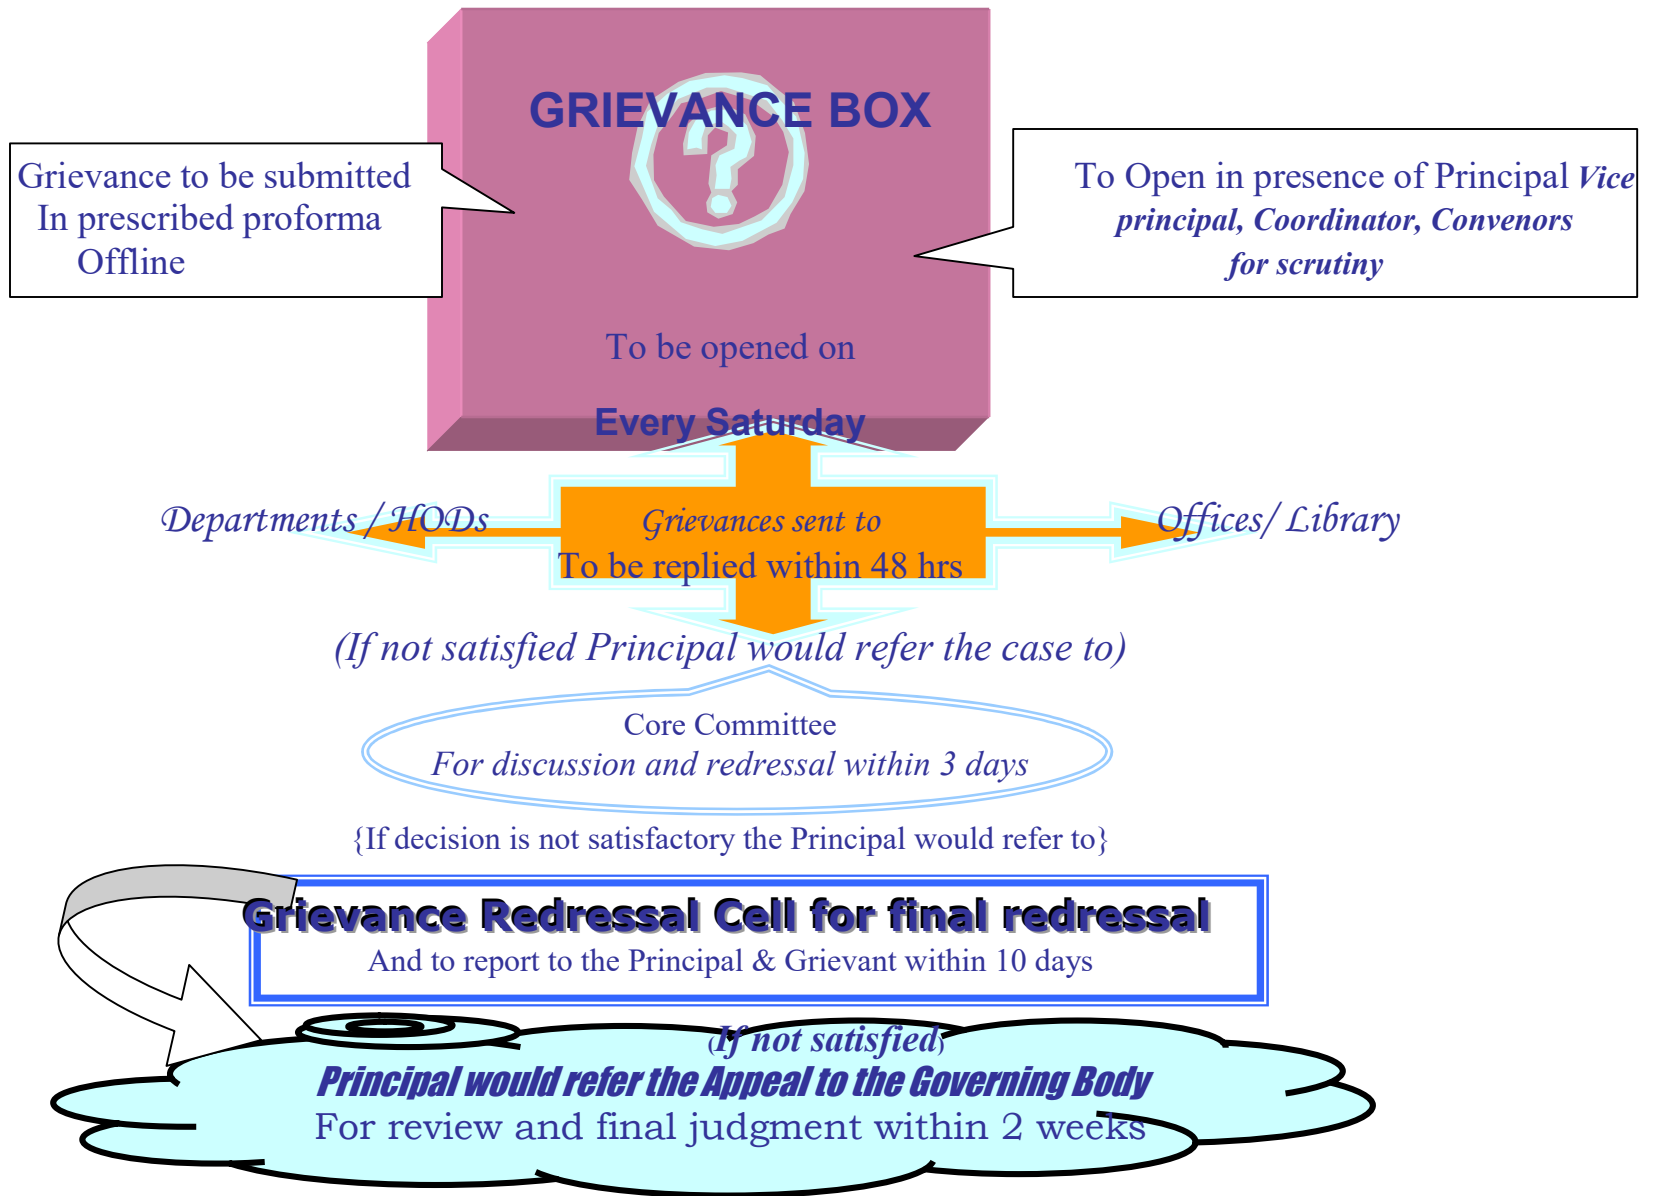 GRIEVANCE BOX
?
Grievance to be submitted
In prescribed proforma
Offline
To Open in presence of Principal Vice
principal, Coordinator, Convenors
for scrutiny
To be opened on
Every Saturday
Departments / HODs
Grievances sent to
To be replied within 48 hrs
Offices/ Library
(If not satisfied Principal would refer the case to)
Core Committee
For discussion and redressal within 3 days
{If decision is not satisfactory the Principal would refer to}
Grievance Redressal Cell for final redressal
And to report to the Principal & Grievant within 10 days
(If not satisfied)
Principal would refer the Appeal to the Governing Body
For review and final judgment within 2 weeks